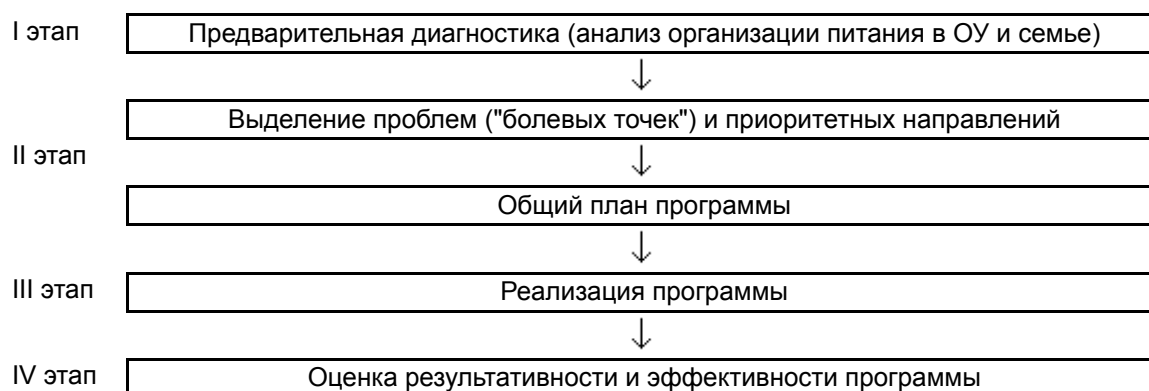 I этап
Предварительная диагностика (анализ организации питания в ОУ и семье)
Выделение проблем ("болевых точек") и приоритетных направлений
II этап
Общий план программы
III этап
Реализация программы
IV этап
Оценка результативности и эффективности программы